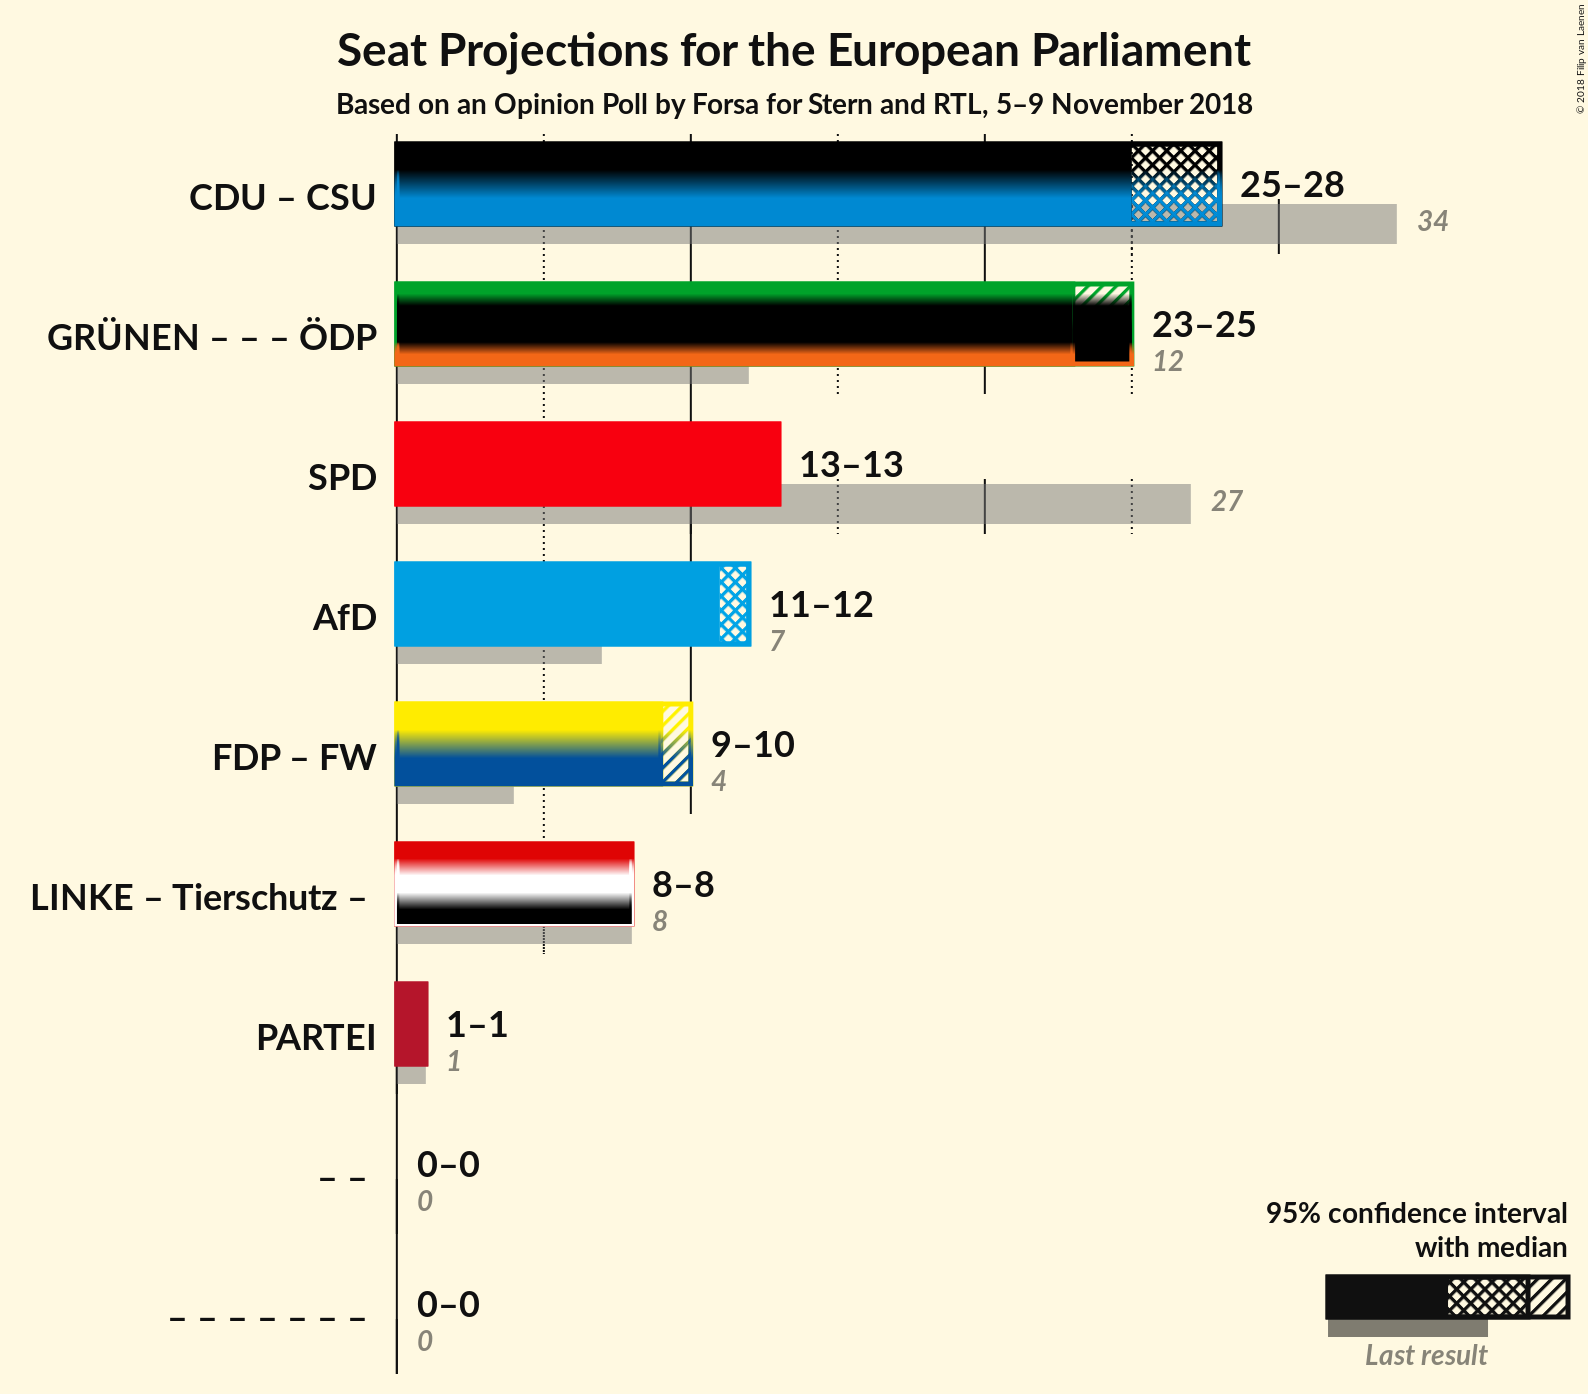 Seat Projections for the European Parliament
Based on an Opinion Poll by Forsa for Stern and RTL, 5–9 November 2018
© 2018 Filip van Laenen
CDU – CSU
25–28
34
GRÜNEN – – – ÖDP
23–25
12
SPD
13–13
27
AfD
11–12
7
FDP – FW
9–10
4
LINKE – Tierschutz –
8–8
8
PARTEI
1–1
1
– –
0–0
0
– – – – – – –
0–0
0
95% confidence interval
with median
Last result